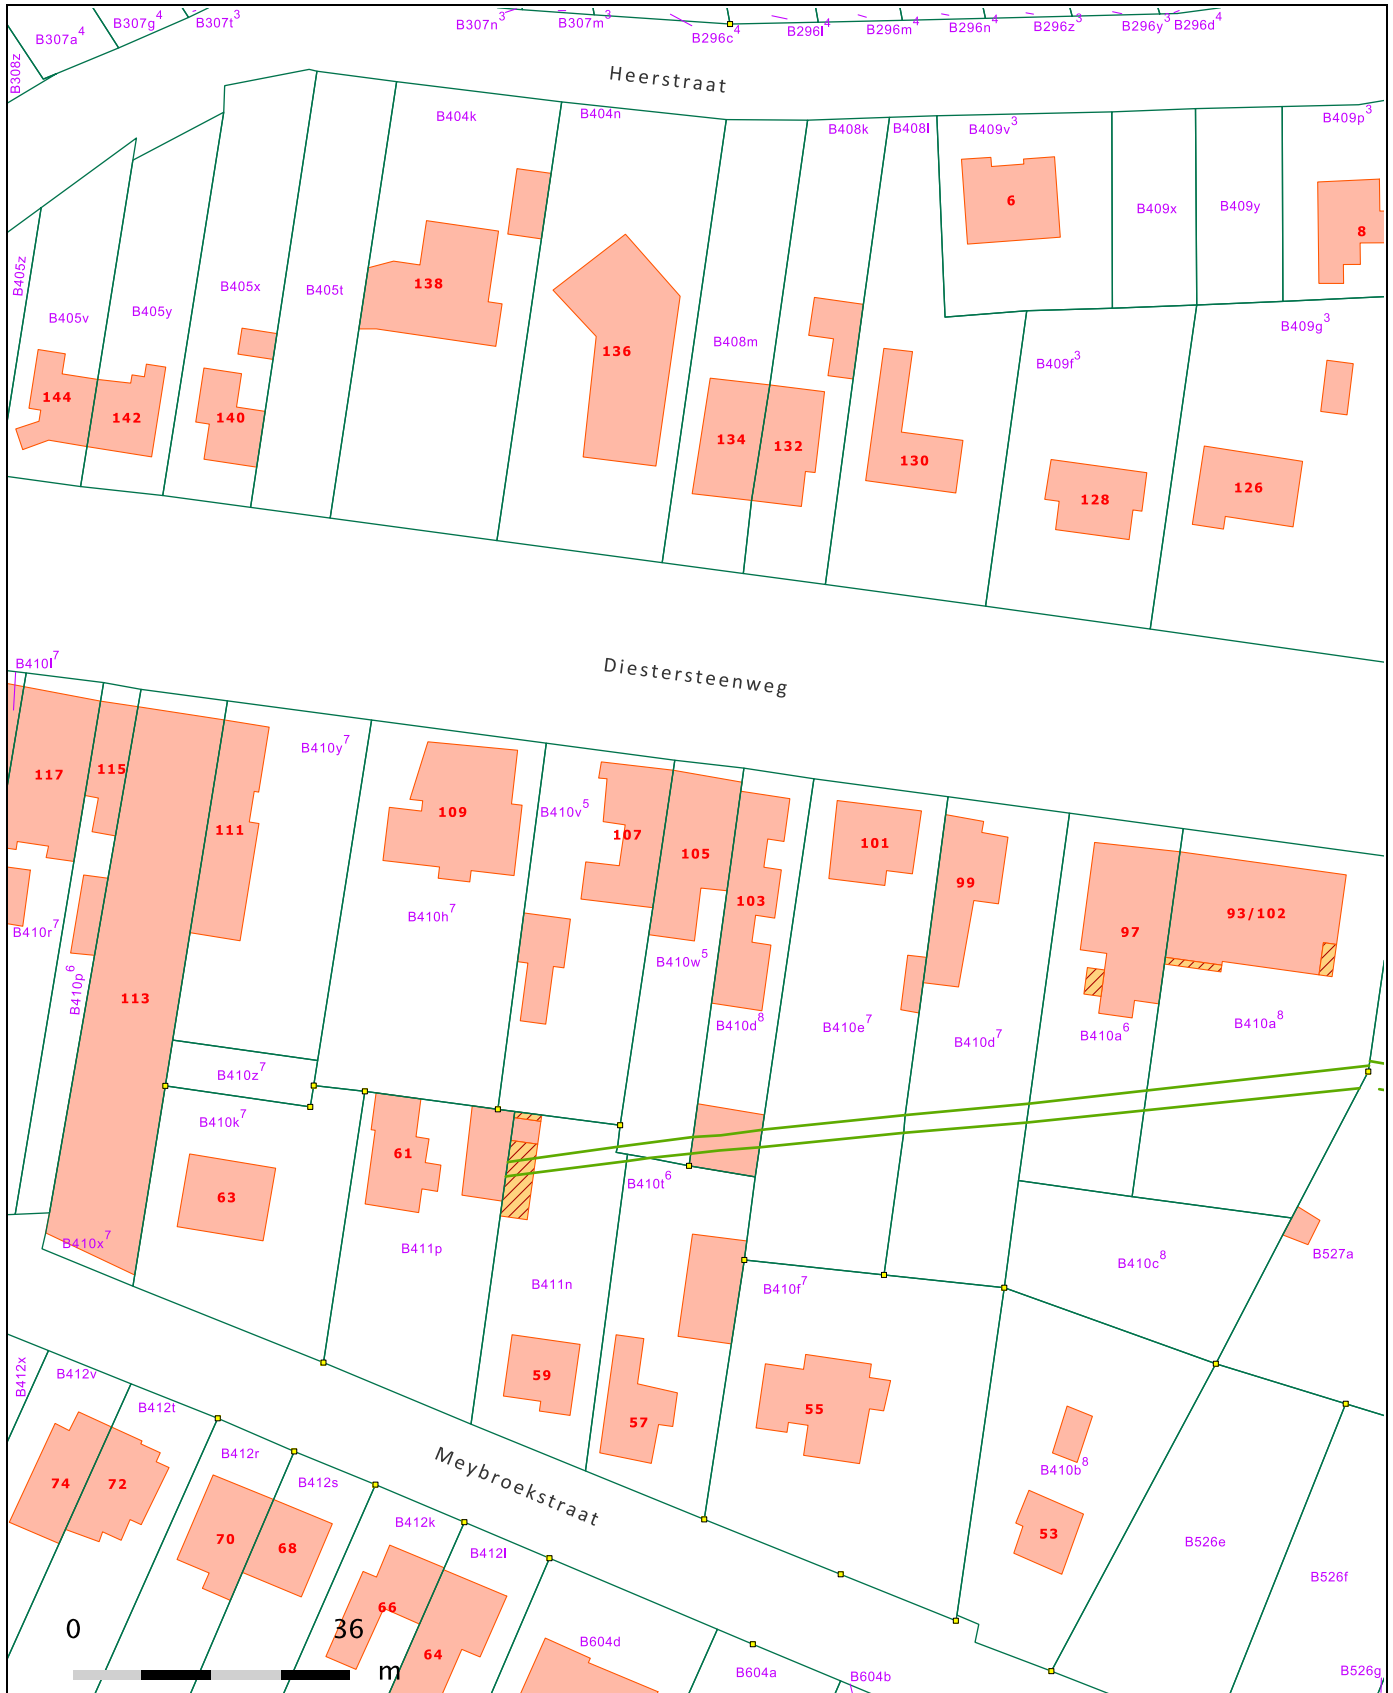 B307a⁴
B307g⁴
B307t³
B307n³
B307m³
B296c⁴
B296l⁴
B296m⁴
B296n⁴
B296z³
B296y³
B296d⁴
B308z
Heerstraat
B404k
B404n
B408k
B408l
B409v³
B409p³
6
B409x
B409y
8
B405z
B405v
B405y
B405x
B405t
138
136
B408m
B409f³
B409g³
144
142
140
134
132
130
128
126
Diestersteenweg
B410l⁷
B410y⁷
117
115
111
109
B410v⁵
107
105
103
101
99
97
93/102
B410r⁷
B410p⁶
113
B410h⁷
B410w⁵
B410d⁸
B410e⁷
B410d⁷
B410a⁶
B410a⁸
B410z⁷
B410k⁷
61
63
B410t⁶
B410x⁷
B411p
B411n
B410f⁷
B410c⁸
B527a
59
57
55
B412x
B412v
B412t
B412r
B412s
B412k
B412l
Meybroekstraat
74
72
70
68
66
64
B410b⁸
53
B526e
B526f
B526g
B604d
B604a
B604b
0
36
m